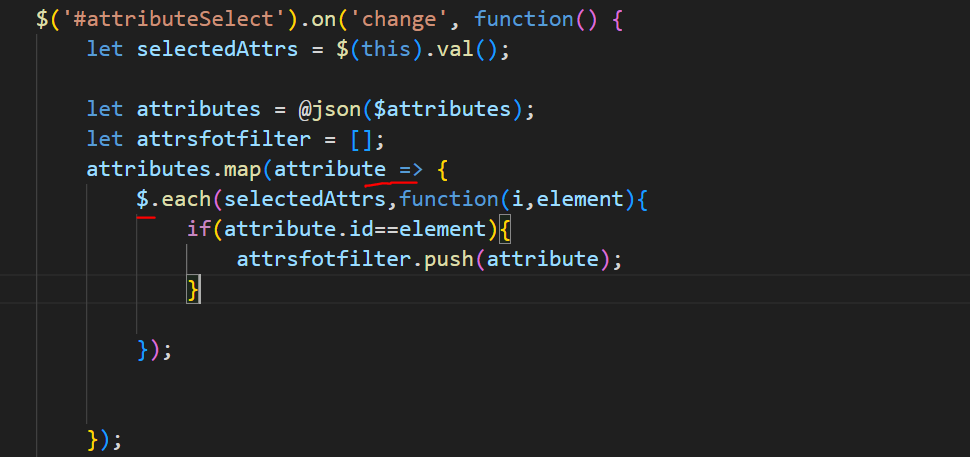 $('#attributeSelect').on('change', function() {
let selectedAttrs = $(this).val();
let attributes = @json($attributes);
let attrsfotfilter = [];
attributes.map(attribute => {
$.each(selectedAttrs,function(i,element){
if(attribute.id==element){
attrsfotfilter.push(attribute);
}
});
});